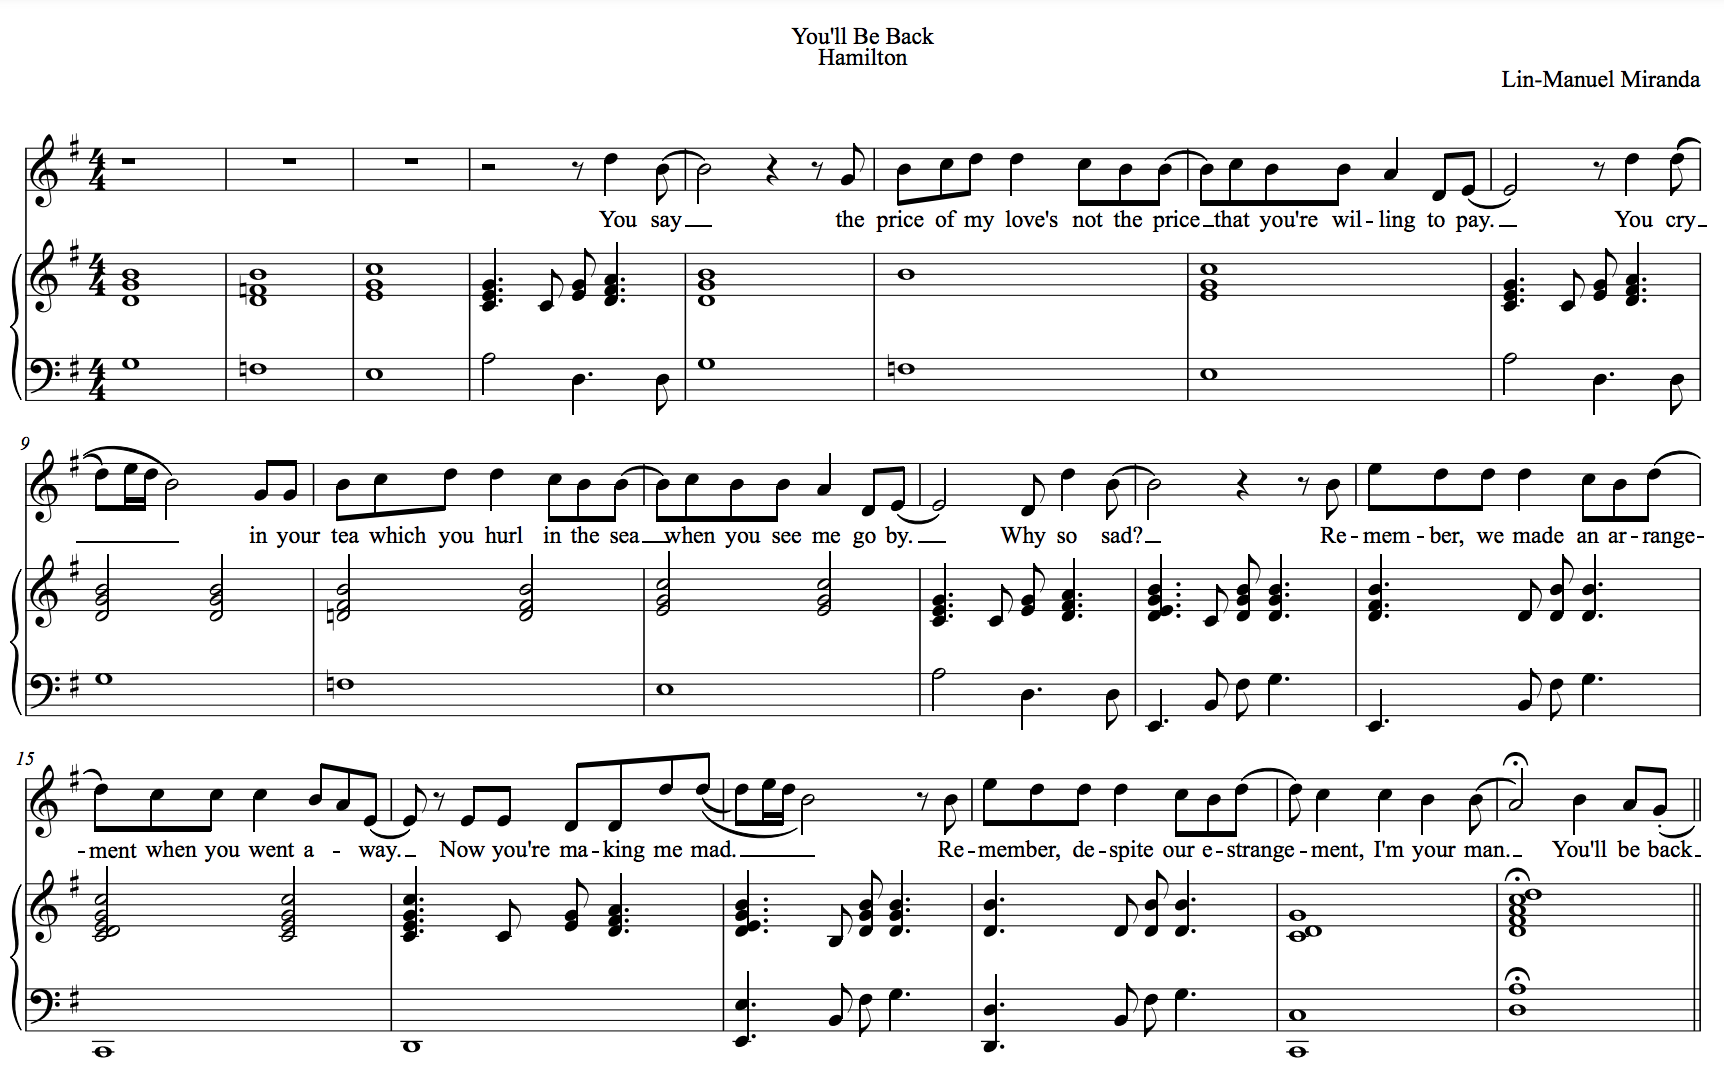 You'll Be Back
Hamilton
Lin-Manuel Miranda
4 4
You say the price of my love's not the price that you're wil-ling to pay. You cry
4 4
4 4
9
in your tea which you hurl in the sea when you see me go by. Why so sad? Re-mem-ber, we made an ar-range-
15
-ment when you went a-way. Now you're ma-king me mad. Re-member, de-spite our e-strange-ment, I'm your man. You'll be back